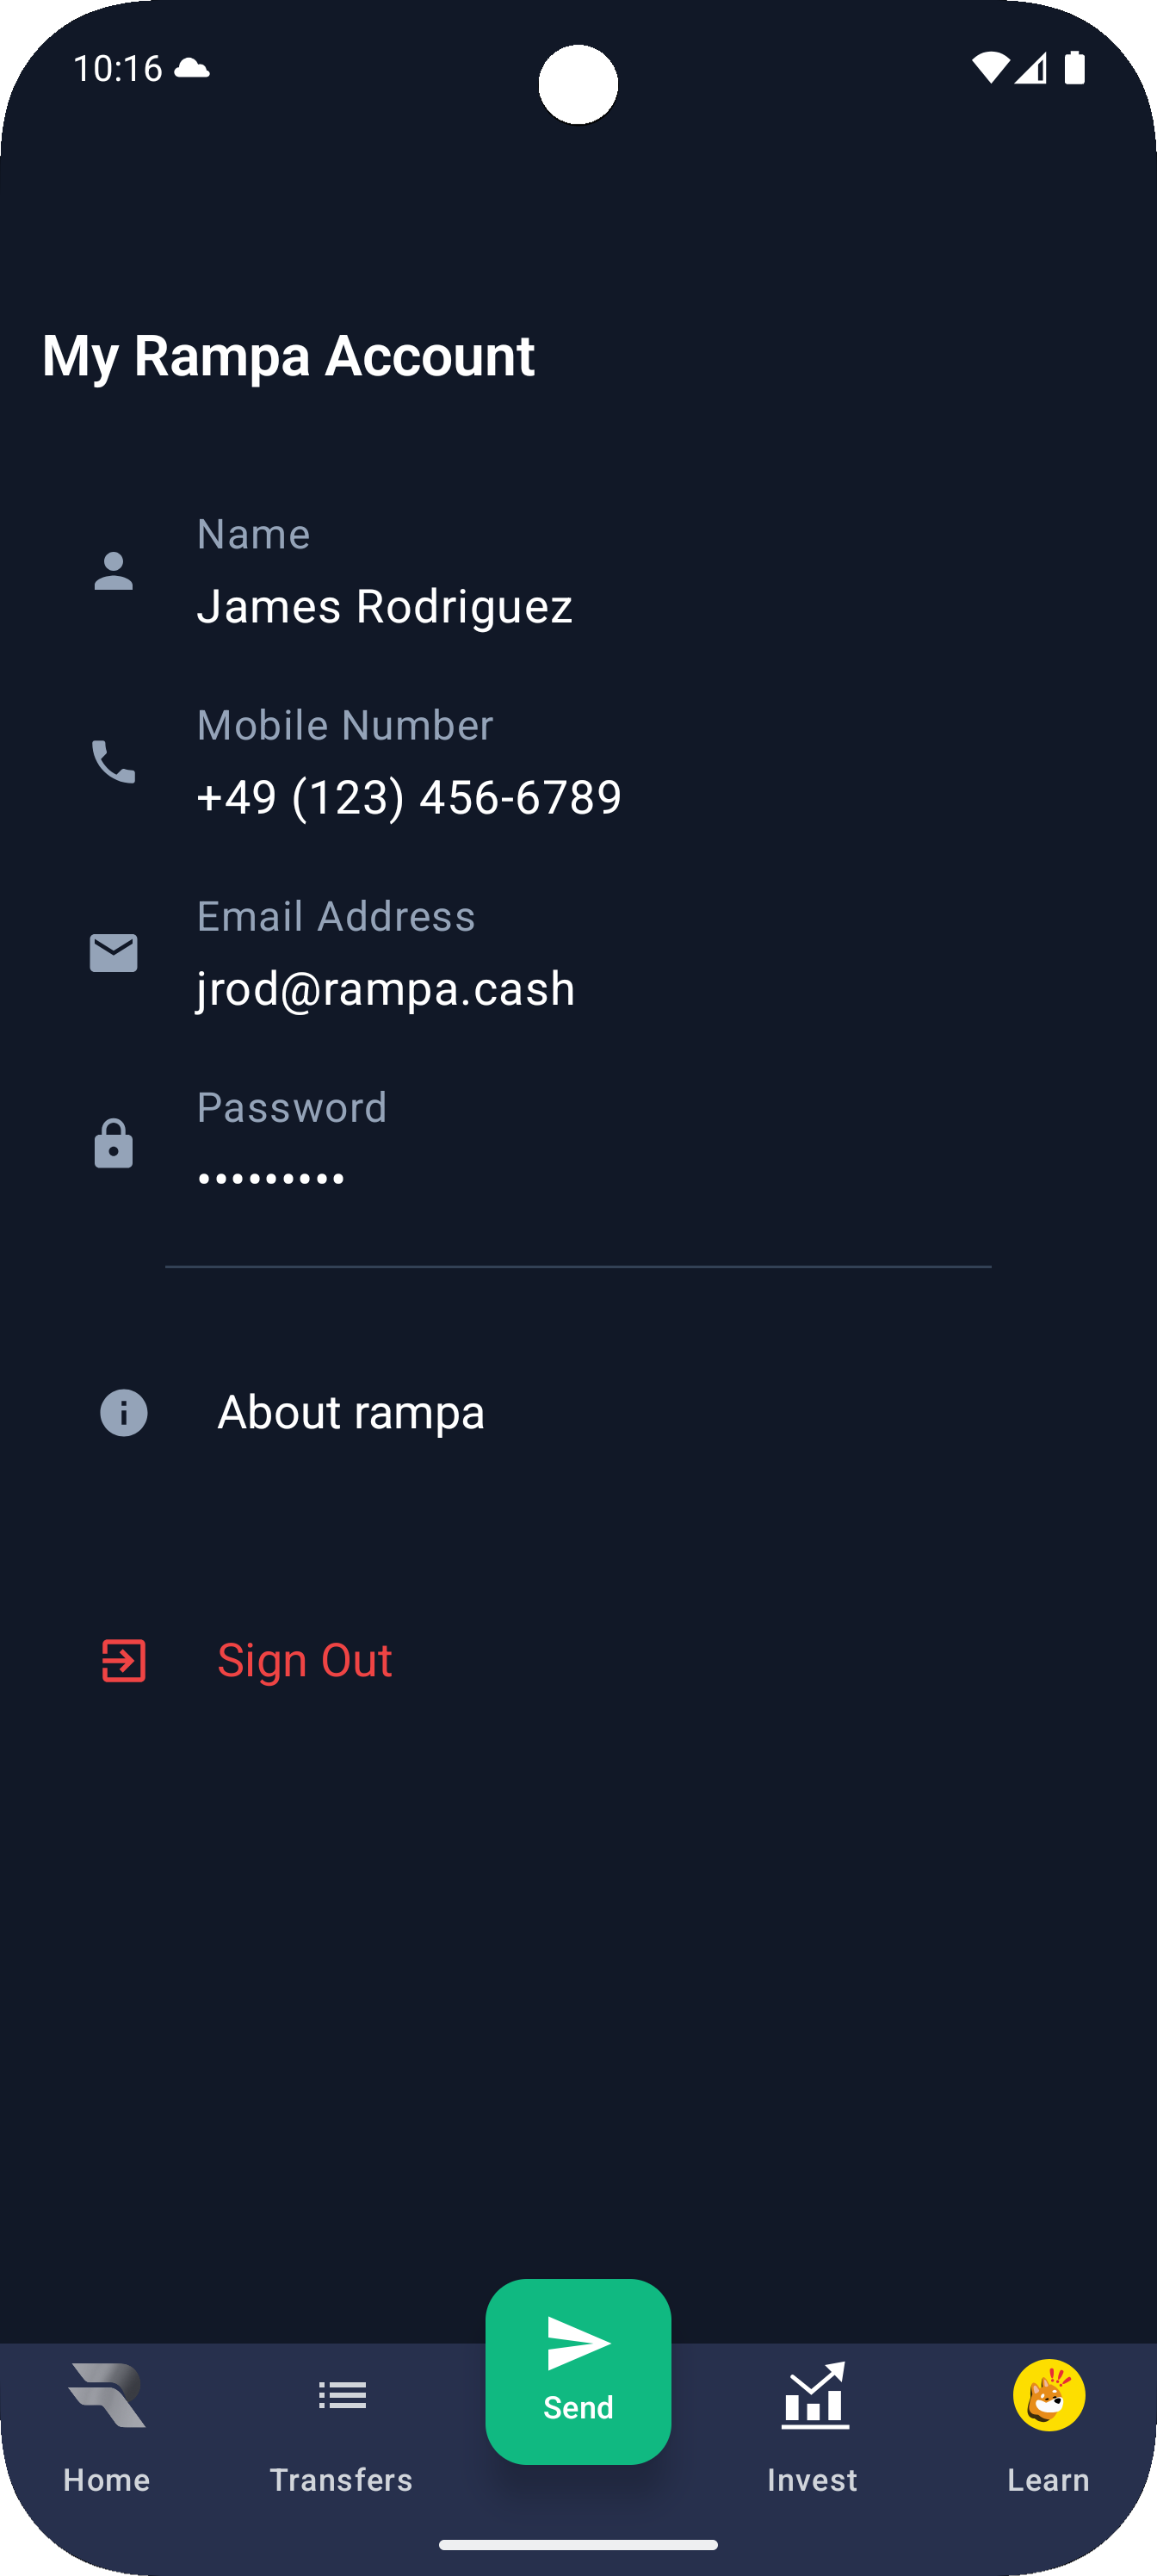 10:16
My Rampa Account
Name
James Rodriguez
Mobile Number
+49 (123) 456-6789
Email Address
jrod@rampa.cash
Password
•••••••••
About rampa
Sign Out
Send
Home
Transfers
Invest
Learn